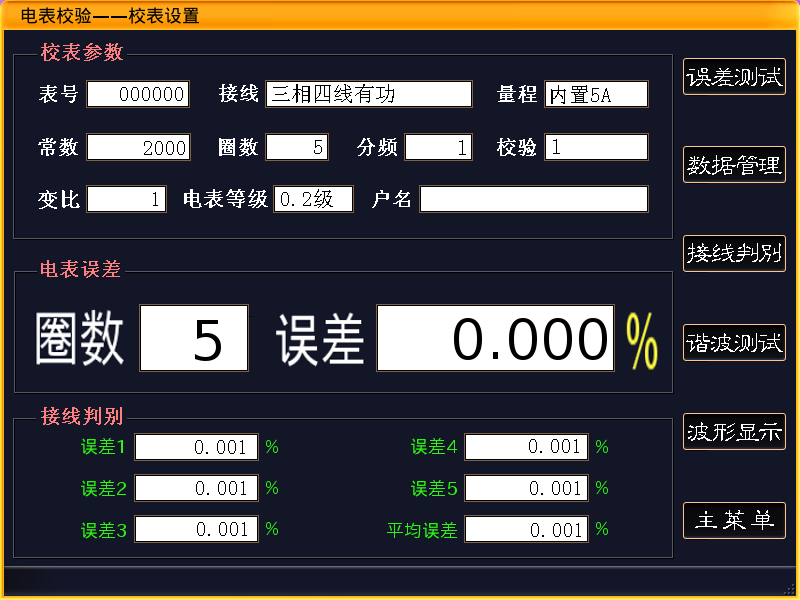 电表校验——校表设置
校表参数
表号 000000 接线 三相四线有功 量程 内置5A
常数 2000 圈数 5 分频 1 校验 1
变比 1 电表等级 0.2级 户名
电表误差
圈数 5 误差 0.000 %
接线判别
误差1 0.001 % 误差4 0.001 %
误差2 0.001 % 误差5 0.001 %
误差3 0.001 % 平均误差 0.001 %
误差测试
数据管理
接线判别
谐波测试
波形显示
主菜单